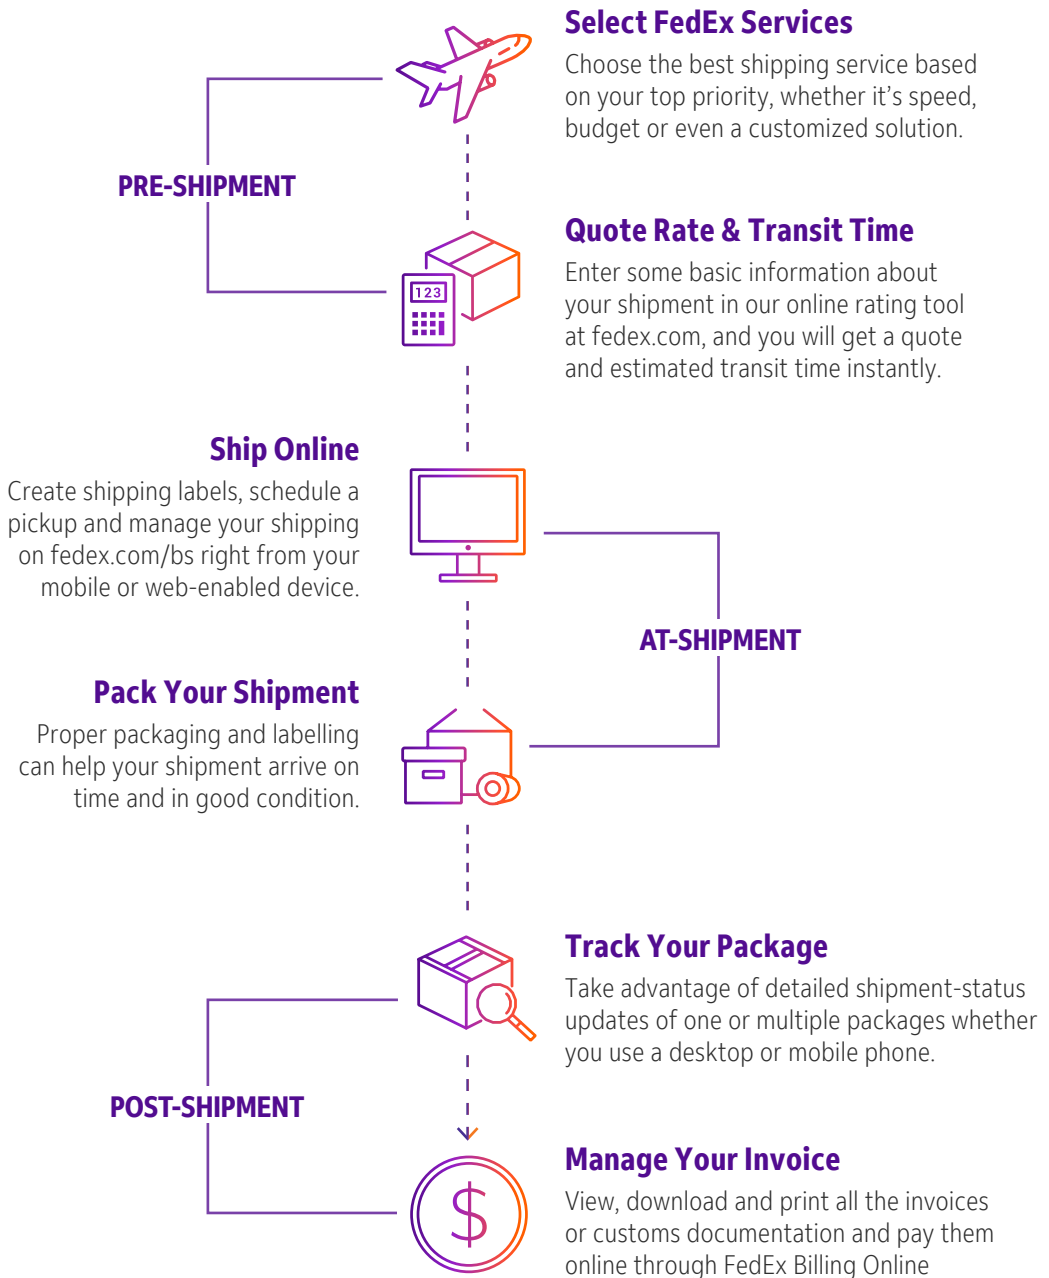 Select FedEx Services
Choose the best shipping service based
on your top priority, whether it’s speed,
budget or even a customized solution.
PRE-SHIPMENT
Quote Rate & Transit Time
Enter some basic information about
your shipment in our online rating tool
at fedex.com, and you will get a quote
and estimated transit time instantly.
123
Ship Online
Create shipping labels, schedule a
pickup and manage your shipping
on fedex.com/bs right from your
mobile or web-enabled device.
AT-SHIPMENT
Pack Your Shipment
Proper packaging and labelling
can help your shipment arrive on
time and in good condition.
Track Your Package
Take advantage of detailed shipment-status
updates of one or multiple packages whether
you use a desktop or mobile phone.
POST-SHIPMENT
Manage Your Invoice
View, download and print all the invoices
or customs documentation and pay them
online through FedEx Billing Online
$